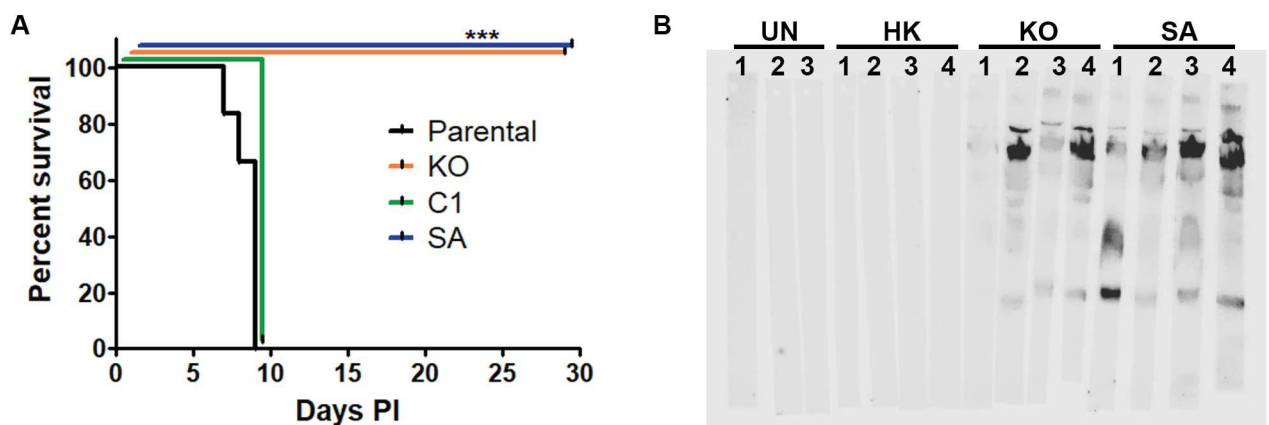 A
Percent survival
100
80
60
40
20
0
0 5 10 15 20 25 30
Days PI
***
Parental
KO
C1
SA
B
UN HK KO SA
1 2 3 1 2 3 4 1 2 3 4 1 2 3 4